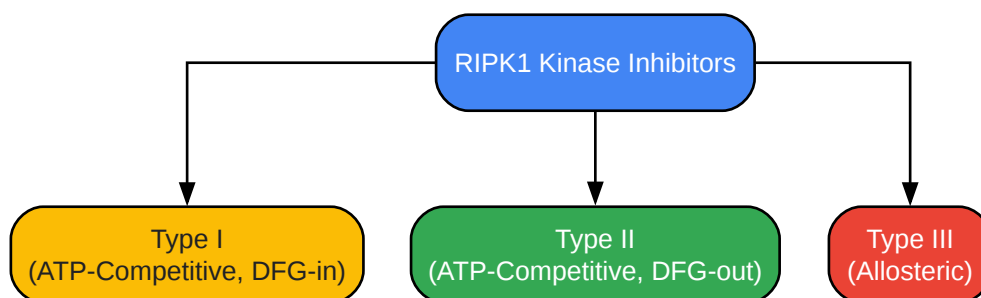 RIPK1 Kinase Inhibitors
Type I
(ATP-Competitive, DFG-in)
Type II
(ATP-Competitive, DFG-out)
Type III
(Allosteric)